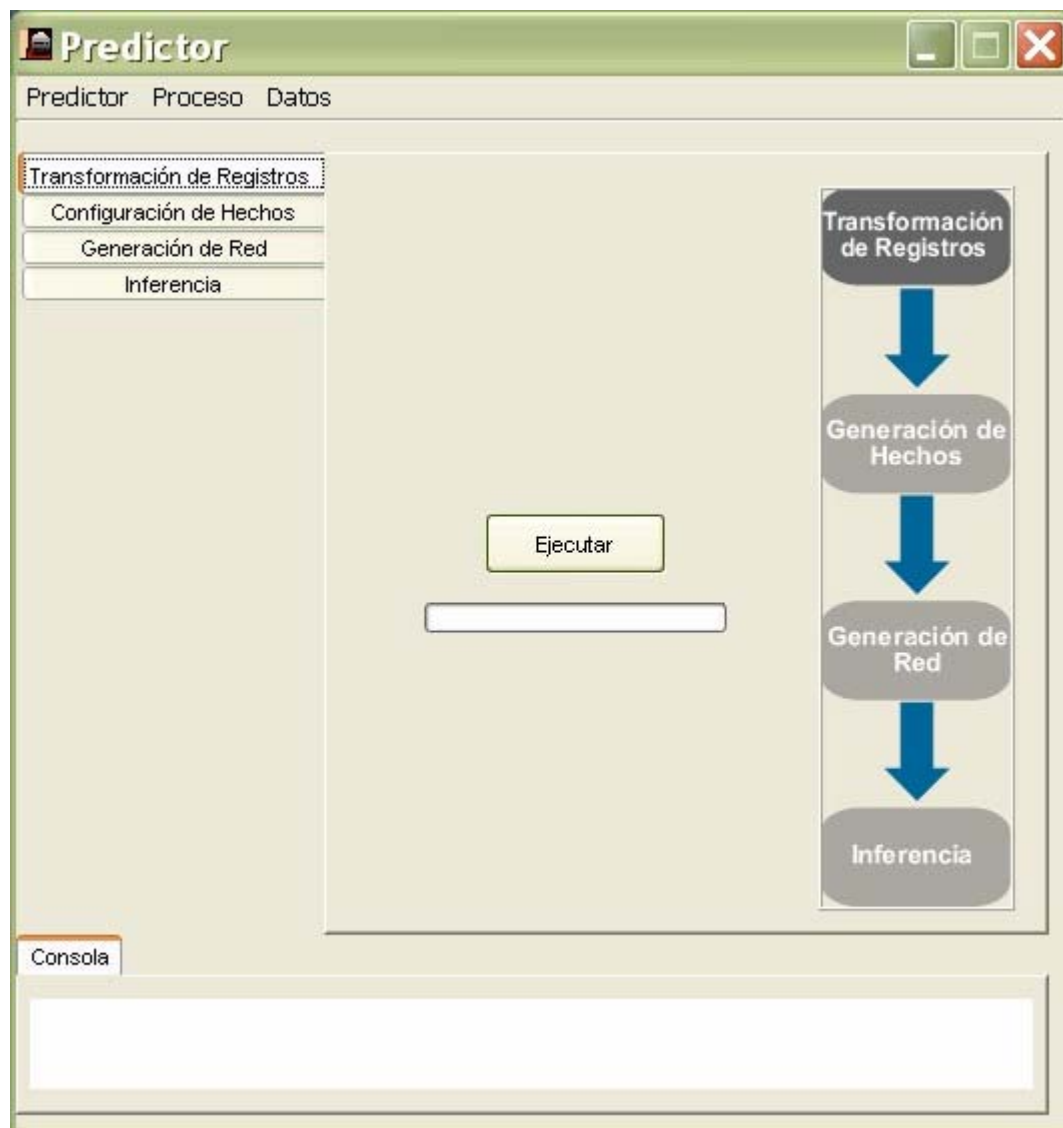 Predictor
Predictor Proceso Datos
Transformación de Registros
Configuración de Hechos
Generación de Red
Inferencia
Transformación
de Registros
Generación de
Hechos
Ejecutar
Generación de
Red
Inferencia
Consola